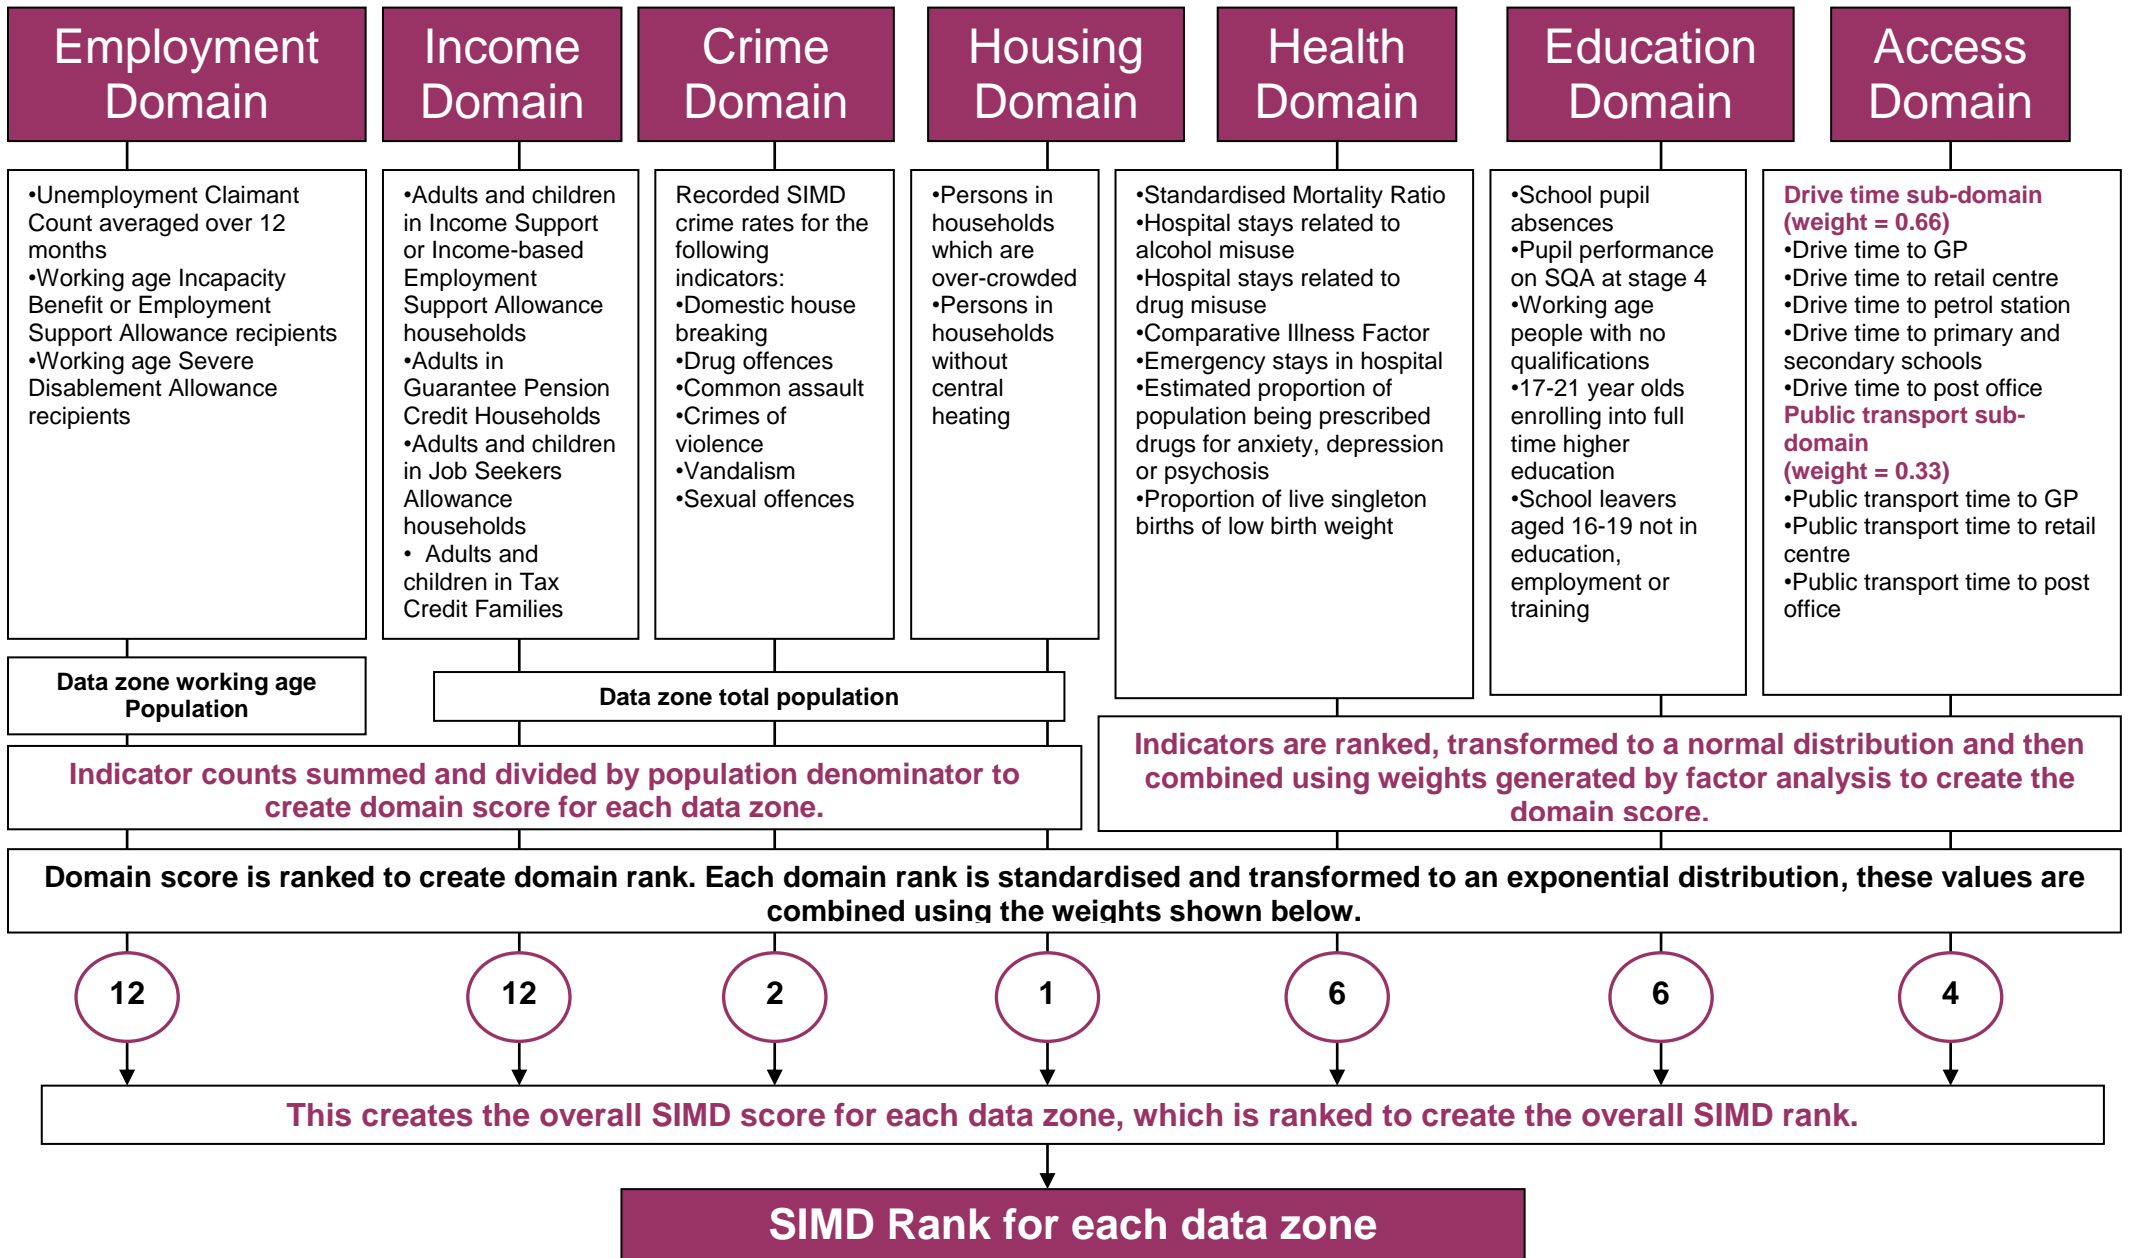 Employment
Domain
Income
Domain
Crime
Domain
Housing
Domain
Health
Domain
Education
Domain
Access
Domain
•Unemployment Claimant
Count averaged over 12
months
•Working age Incapacity
Benefit or Employment
Support Allowance recipients
•Working age Severe
Disablement Allowance
recipients
•Adults and children
in Income Support
or Income-based
Employment
Support Allowance
households
•Adults in
Guarantee Pension
Credit Households
•Adults and children
in Job Seekers
Allowance
households
• Adults and
children in Tax
Credit Families
Recorded SIMD
crime rates for the
following
indicators:
•Domestic house
breaking
•Drug offences
•Common assault
•Crimes of
violence
•Vandalism
•Sexual offences
•Persons in
households
which are
over-crowded
•Persons in
households
without
central
heating
•Standardised Mortality Ratio
•Hospital stays related to
alcohol misuse
•Hospital stays related to
drug misuse
•Comparative Illness Factor
•Emergency stays in hospital
•Estimated proportion of
population being prescribed
drugs for anxiety, depression
or psychosis
•Proportion of live singleton
births of low birth weight
•School pupil
absences
•Pupil performance
on SQA at stage 4
•Working age
people with no
qualifications
•17-21 year olds
enrolling into full
time higher
education
•School leavers
aged 16-19 not in
education,
employment or
training
Drive time sub-domain
(weight = 0.66)
•Drive time to GP
•Drive time to retail centre
•Drive time to petrol station
•Drive time to primary and
secondary schools
•Drive time to post office
Public transport sub-
domain
(weight = 0.33)
•Public transport time to GP
•Public transport time to retail
centre
•Public transport time to post
office
Data zone working age
Population
Data zone total population
Indicator counts summed and divided by population denominator to
create domain score for each data zone.
Indicators are ranked, transformed to a normal distribution and then
combined using weights generated by factor analysis to create the
domain score.
Domain score is ranked to create domain rank. Each domain rank is standardised and transformed to an exponential distribution, these values are
combined using the weights shown below.
12
12
2
1
6
6
4
This creates the overall SIMD score for each data zone, which is ranked to create the overall SIMD rank.
SIMD Rank for each data zone